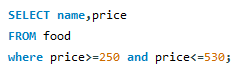 SELECT name,price
FROM food
where price>=250 and price<=530;